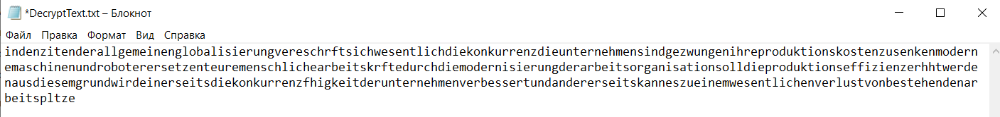 *DecryptText.txt – Блокнот
Файл Правка Формат Вид Справка
indenzitenderallgemeinenglobalisierungvereschrftsichwesentlichdiekonkurrenzdieunternehmensindgezwungenihreproduktionskostenzusenkenmodern
emaschinenundroboterersetzenteuremenschlichearbeitskrftedurchdiemodernisierungderarbeitsorganisationsolldieproduktionseffizienzerhhtwerde
nausdiesemgrundwirdeinerseitsdiekonkurrenzfhigkeitderunternehmenverbessertundandererseitskanneszueinemwesentlichenverlustvonbestehendenar
beitspltze